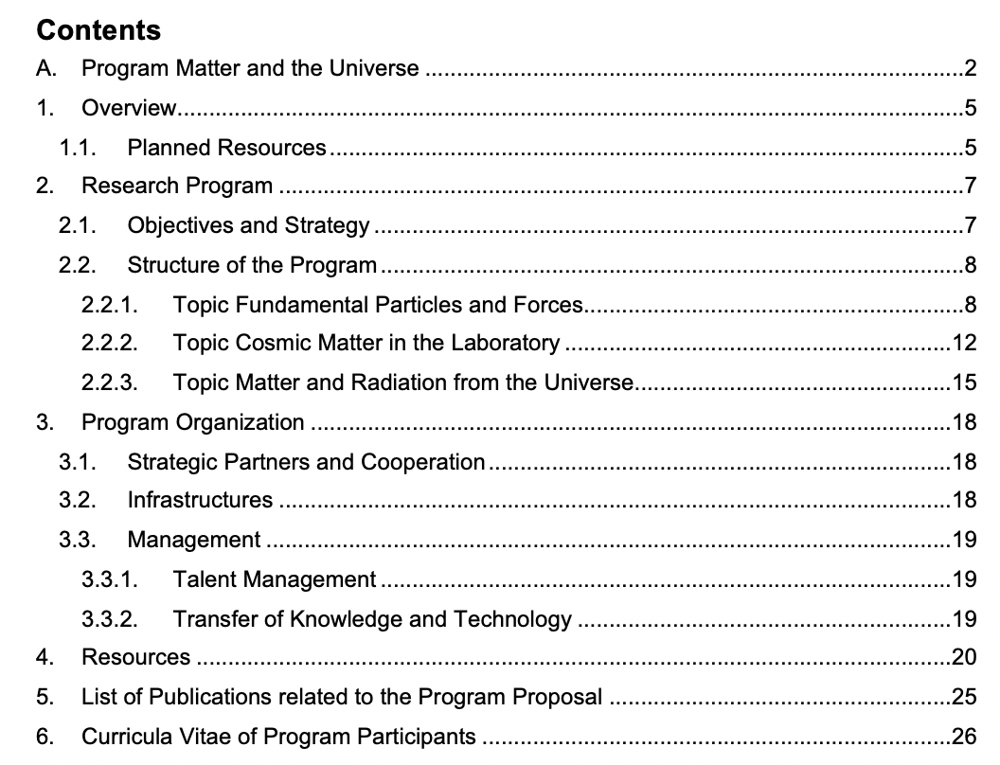 Contents
A. Program Matter and the Universe ........................................ 2
1. Overview ........................................ 5
1.1. Planned Resources ........................................ 5
2. Research Program ........................................ 7
2.1. Objectives and Strategy ........................................ 7
2.2. Structure of the Program ........................................ 8
2.2.1. Topic Fundamental Particles and Forces ........................................ 8
2.2.2. Topic Cosmic Matter in the Laboratory ........................................ 12
2.2.3. Topic Matter and Radiation from the Universe ........................................ 15
3. Program Organization ........................................ 18
3.1. Strategic Partners and Cooperation ........................................ 18
3.2. Infrastructures ........................................ 18
3.3. Management ........................................ 19
3.3.1. Talent Management ........................................ 19
3.3.2. Transfer of Knowledge and Technology ........................................ 19
4. Resources ........................................ 20
5. List of Publications related to the Program Proposal ........................................ 25
6. Curricula Vitae of Program Participants ........................................ 26